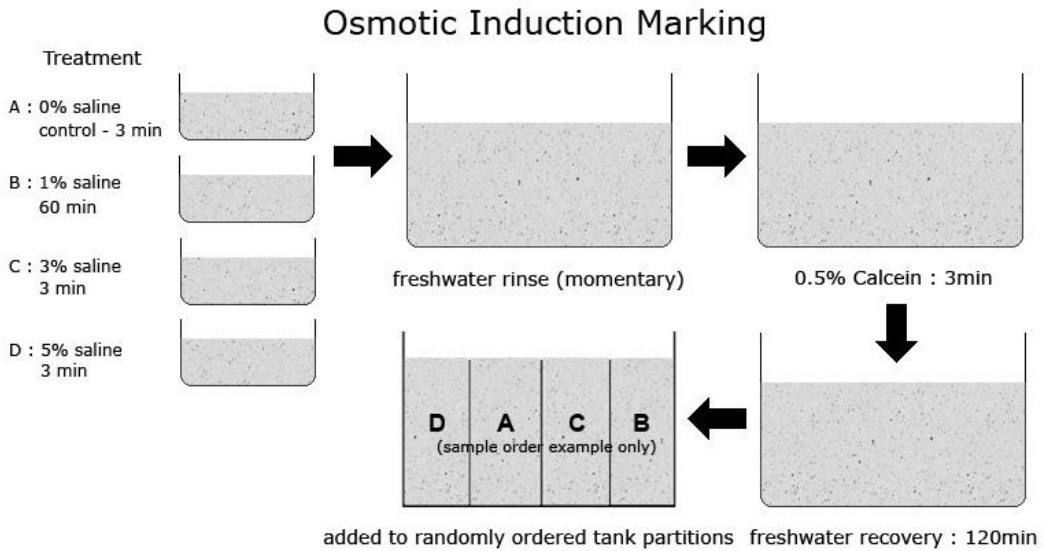 Osmotic Induction Marking
Treatment
A : 0% saline
control - 3 min
B : 1% saline
60 min
C : 3% saline
3 min
D : 5% saline
3 min
freshwater rinse (momentary)
0.5% Calcein : 3min
D A C B
(sample order example only)
added to randomly ordered tank partitions
freshwater recovery : 120min